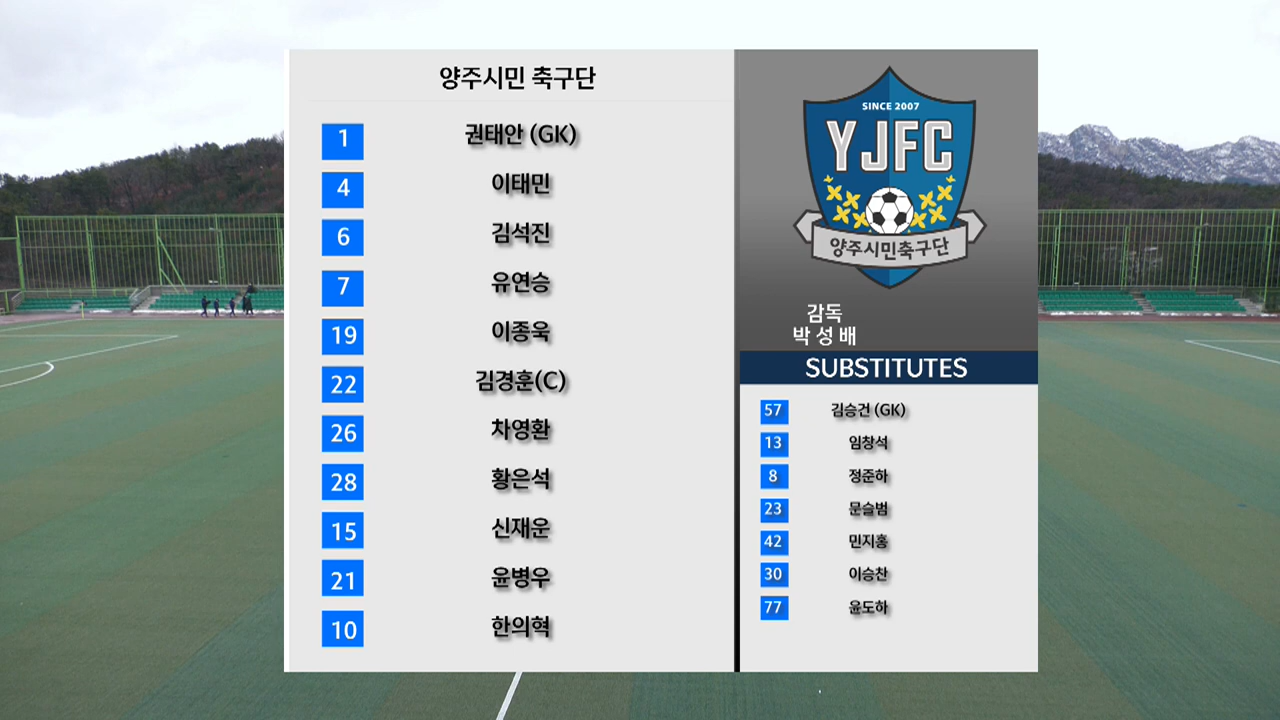 양주시민 축구단
1 권태안 (GK)
4 이태민
6 김석진
7 유연승
19 이종욱
22 김경훈(C)
26 차영환
28 황은석
15 신재운
21 윤병우
10 한의혁
SINCE 2007
YJFC
양주시민축구단
감독
박성배
SUBSTITUTES
57 김승건 (GK)
13 임창석
8 정준하
23 문슬범
42 민지홍
30 이승찬
77 윤도하